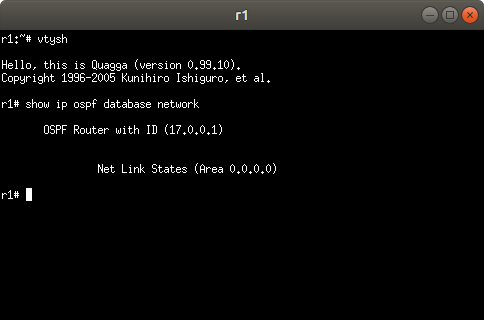 r1
r1:~# vtysh
Hello, this is Quagga (version 0.99.10).
Copyright 1996-2005 Kunihiro Ishiguro, et al.
r1# show ip ospf database network
OSPF Router with ID (17.0.0.1)
Net Link States (Area 0.0.0.0)
r1#